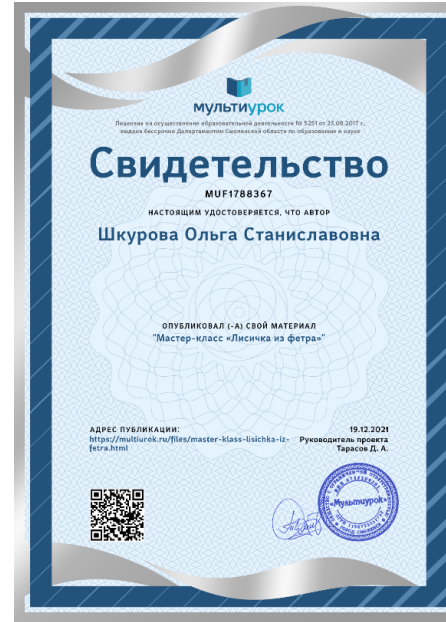 мультиурок
Лицензия на осуществление образовательной деятельности № 5251 от 25.08.2017 г.,
выдана бессрочно Департаментом Смоленской области по образованию и науке
Свидетельство
MUF1788367
НАСТОЯЩИМ УДОСТОВЕРЯЕТСЯ, ЧТО АВТОР
Шкурова Ольга Станиславовна
ОПУБЛИКОВАЛ (-А) СВОЙ МАТЕРИАЛ
"Мастер-класс «Лисичка из фетра»"
АДРЕС ПУБЛИКАЦИИ:
https://multiurok.ru/files/master-klass-lisichka-iz-
fetra.html
19.12.2021
Руководитель проекта
Тарасов Д. А.
«Мультиурок»